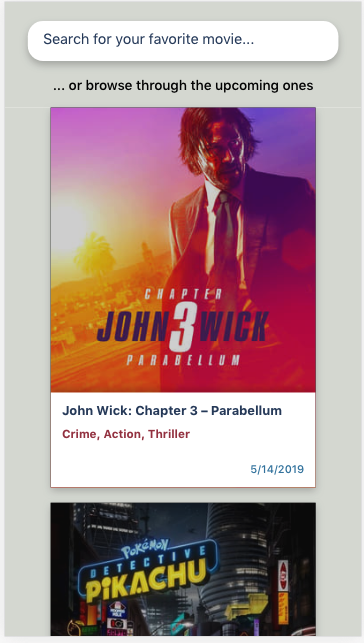 Search for your favorite movie...
... or browse through the upcoming ones
CHAPTER
JOHN 3 WICK
PARABELLUM
John Wick: Chapter 3 – Parabellum
Crime, Action, Thriller
5/14/2019
POKÉMON
DETECTIVE
PIKACHU